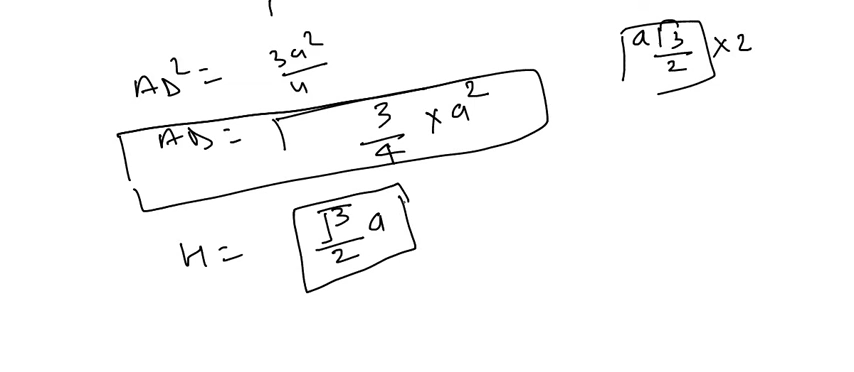 AD² = 3a²/4
a√3/2 × 2
AD = √ 3/4 × a²
H = √3/2 a